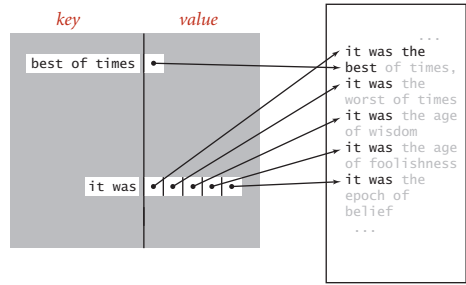 key value
best of times
it was
...
it was the
best of times,
it was the
worst of times
it was the age
of wisdom
it was the age
of foolishness
it was the
epoch of
belief
...